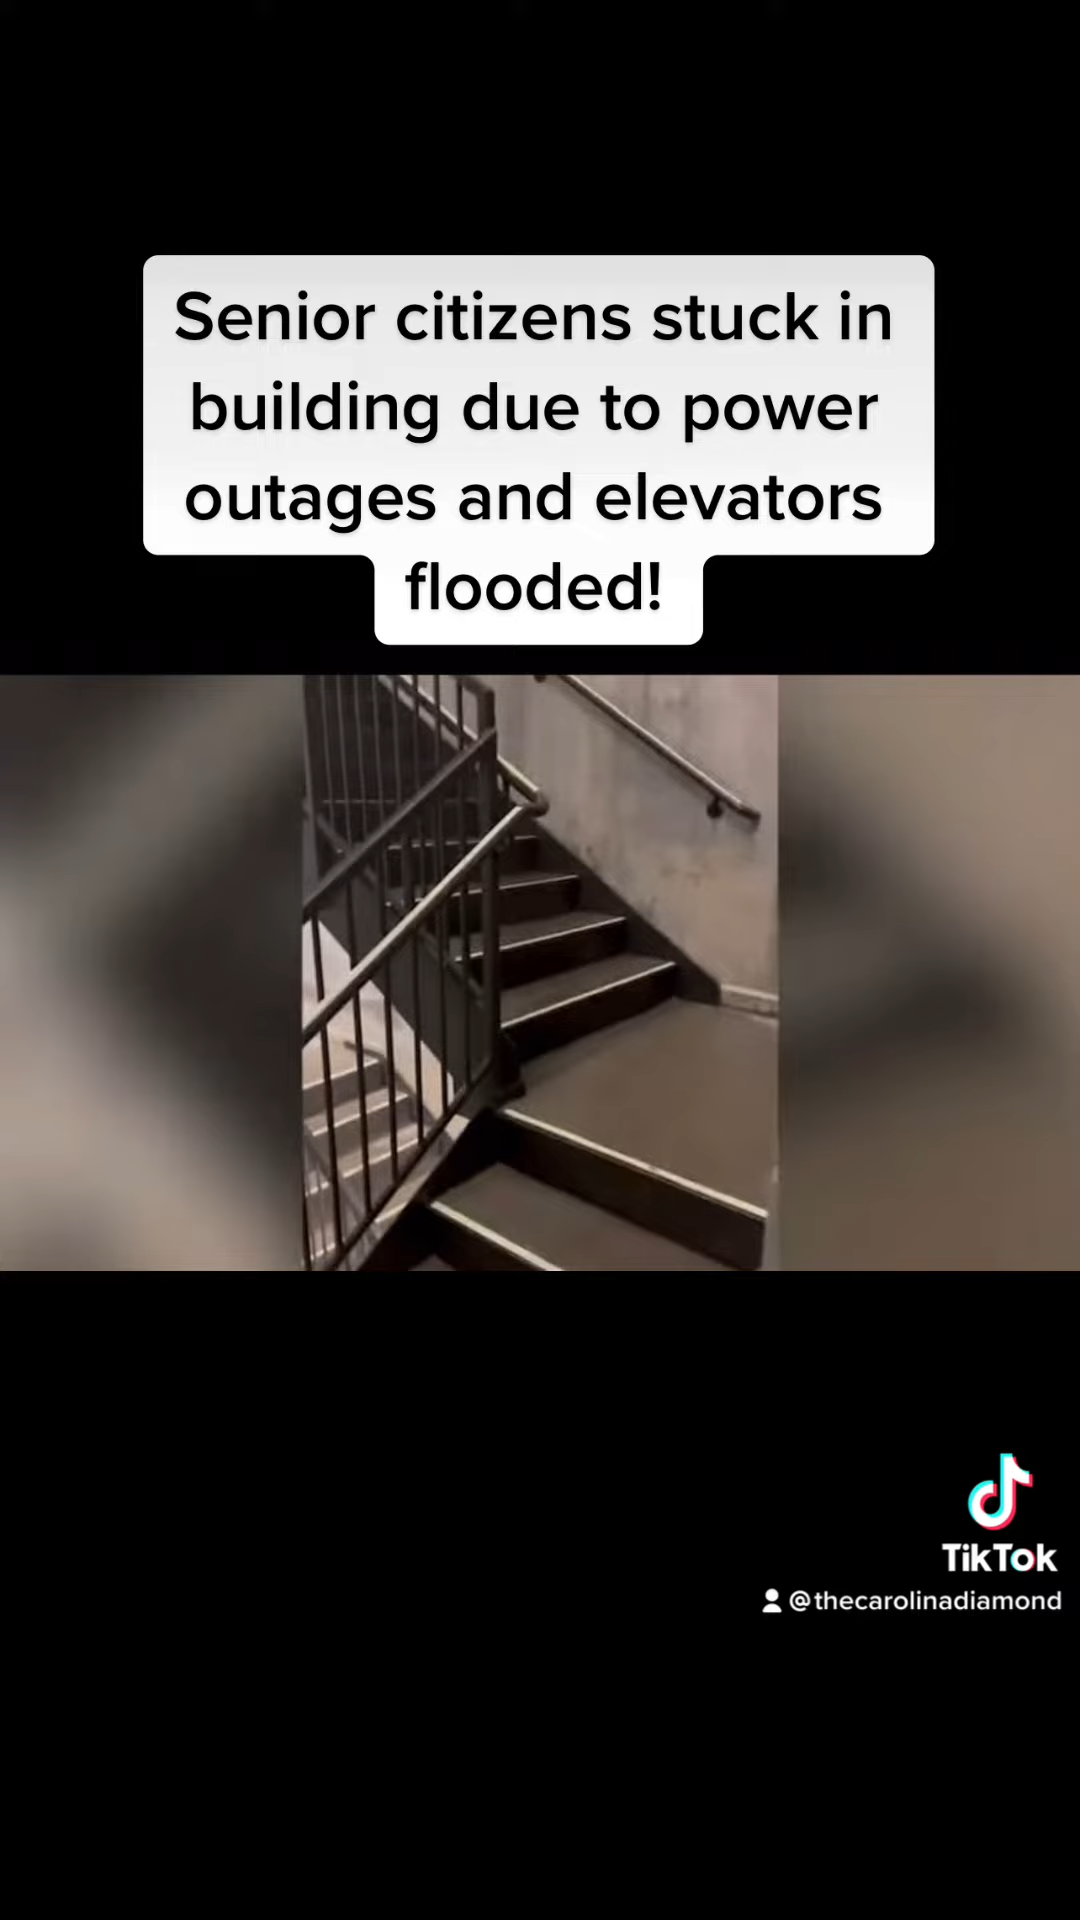 Senior citizens stuck in
building due to power
outages and elevators
flooded!
TikTok
@thecarolinadiamond